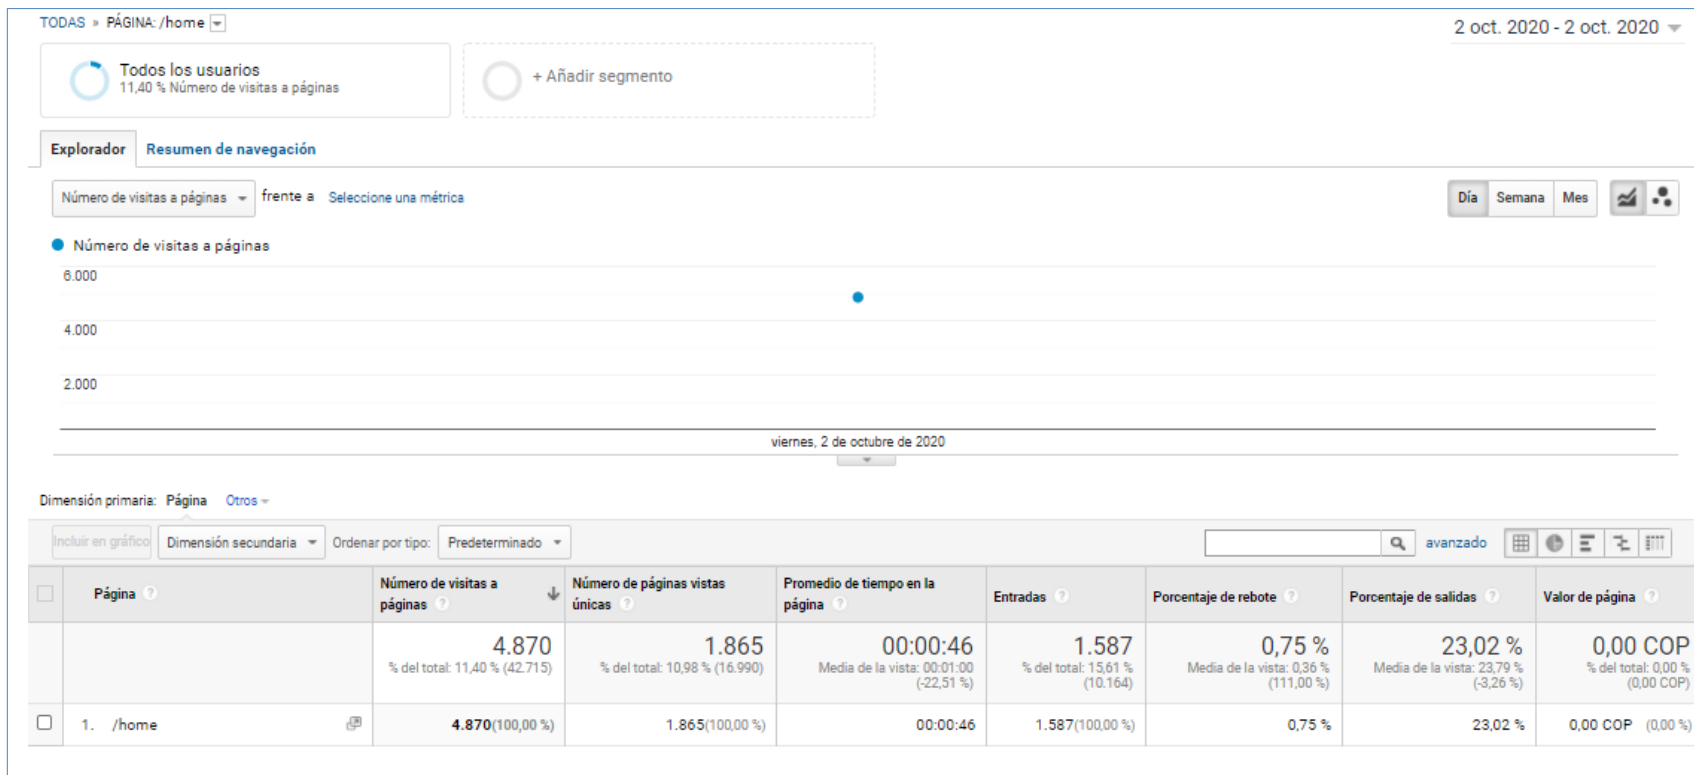 TODAS » PÁGINA: /home
2 oct. 2020 - 2 oct. 2020
Todos los usuarios
11,40 % Número de visitas a páginas
+ Añadir segmento
Explorador Resumen de navegación
Número de visitas a páginas frente a Seleccione una métrica
Día Semana Mes
Número de visitas a páginas
6.000
4.000
2.000
viernes, 2 de octubre de 2020
Dimensión primaria: Página Otros
Incluir en gráfico Dimensión secundaria Ordenar por tipo: Predeterminado avanzado
Página ? Número de visitas a páginas ? Número de páginas vistas únicas ? Promedio de tiempo en la página ? Entradas ? Porcentaje de rebote ? Porcentaje de salidas ? Valor de página ?
4.870 1.865 00:00:46 1.587 0,75 % 23,02 % 0,00 COP
% del total: 11,40 % (42.715) % del total: 10,98 % (16.990) Media de la vista: 00:01:00 (-22,51 %) % del total: 15,61 % (10.164) Media de la vista: 0,36 % (111,00 %) Media de la vista: 23,79 % (-3,26 %) % del total: 0,00 % (0,00 COP)
1. /home 4.870(100,00 %) 1.865(100,00 %) 00:00:46 1.587(100,00 %) 0,75 % 23,02 % 0,00 COP (0,00 %)